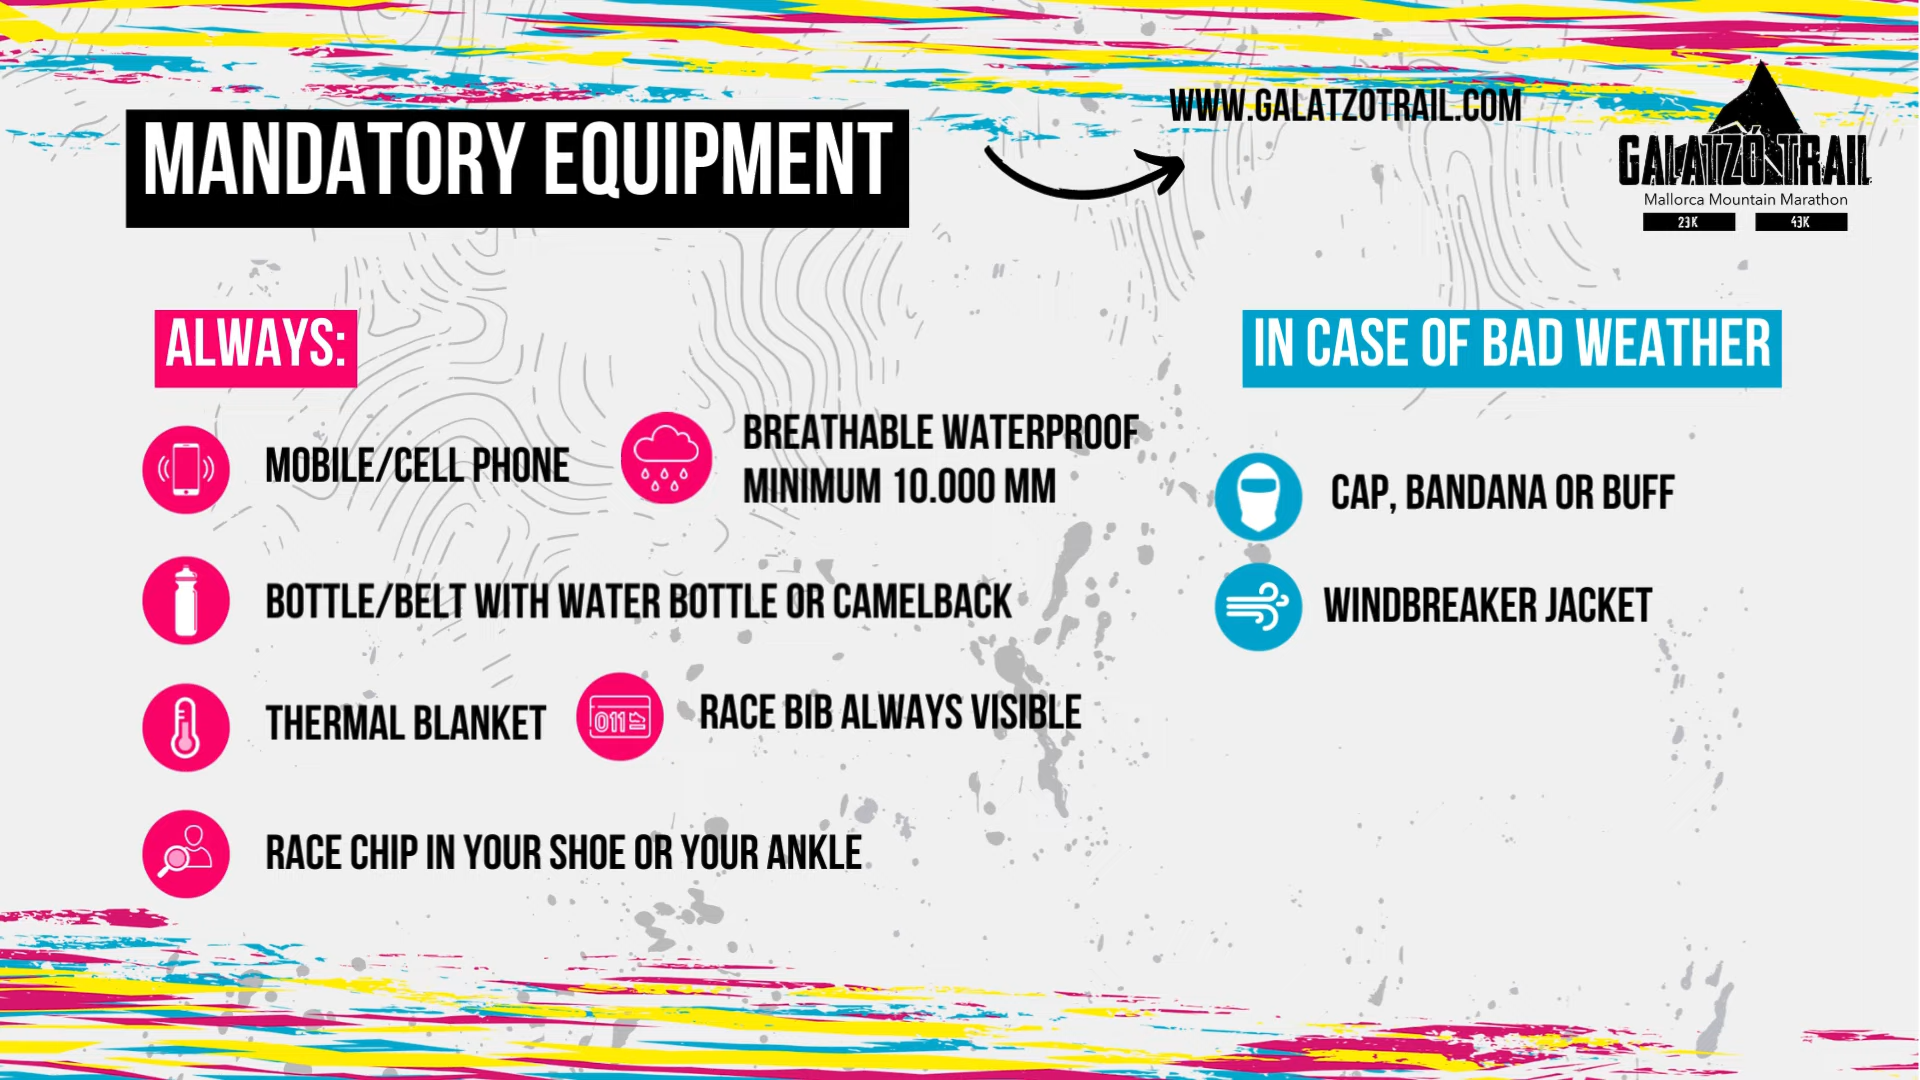 WWW.GALATZOTRAIL.COM
MANDATORY EQUIPMENT
GALATZÓ TRAIL
Mallorca Mountain Marathon
23K 43K
ALWAYS:
MOBILE/CELL PHONE
BREATHABLE WATERPROOF
MINIMUM 10.000 MM
BOTTLE/BELT WITH WATER BOTTLE OR CAMELBACK
THERMAL BLANKET
011
RACE BIB ALWAYS VISIBLE
RACE CHIP IN YOUR SHOE OR YOUR ANKLE
IN CASE OF BAD WEATHER
CAP, BANDANA OR BUFF
WINDBREAKER JACKET